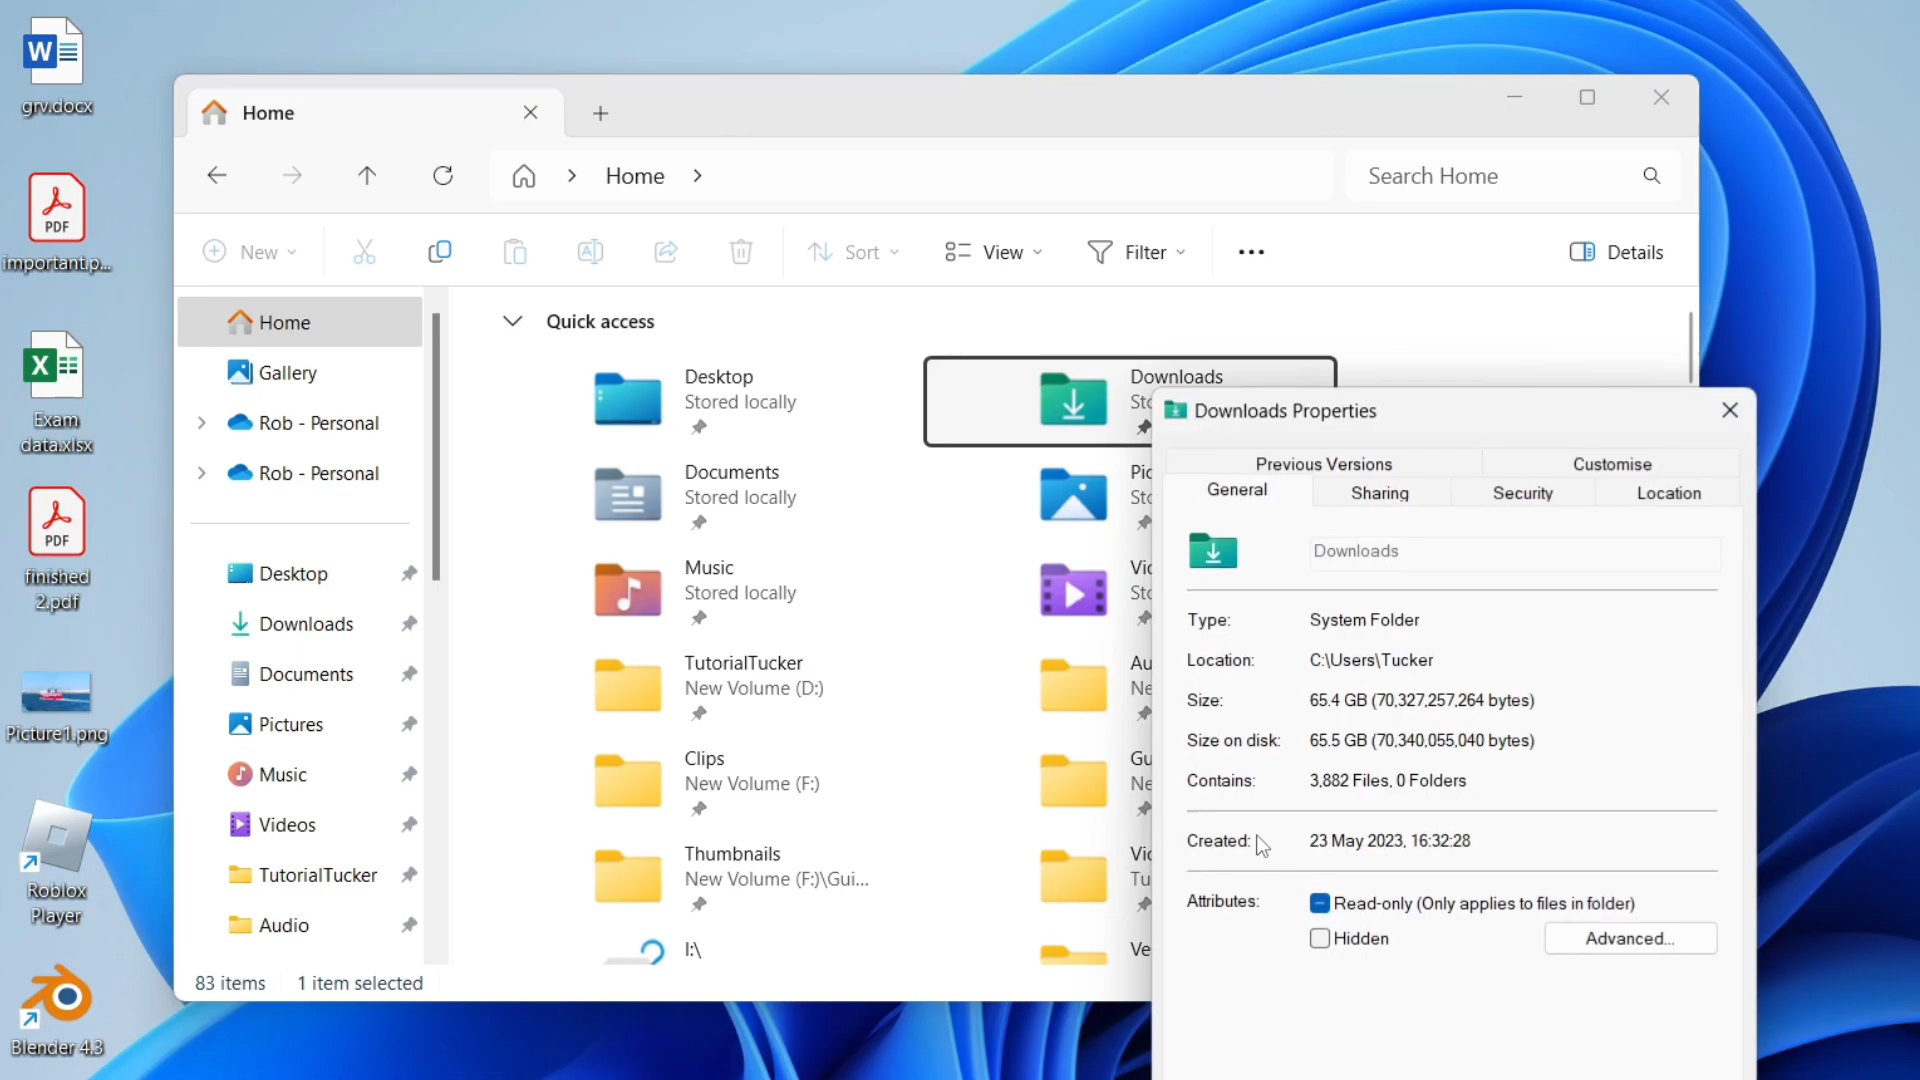 grv.docx
PDF
important.p...
Exam
data.xlsx
PDF
finished
2.pdf
Picture1.png
Roblox
Player
Blender 4.3
Home
Home
Search Home
New
Sort
View
Filter
Details
Home
Gallery
Rob - Personal
Rob - Personal
Desktop
Downloads
Documents
Pictures
Music
Videos
TutorialTucker
Audio
Quick access
Desktop
Stored locally
Downloads
Sto
Documents
Stored locally
Pic
Sto
Music
Stored locally
Vid
Sto
TutorialTucker
New Volume (D:)
Au
Ne
Clips
New Volume (F:)
Gu
Ne
Thumbnails
New Volume (F:)\Gui...
Vid
Tu
I:\
Ve
83 items
1 item selected
Downloads Properties
Previous Versions
Customise
General
Sharing
Security
Location
Downloads
Type: System Folder
Location: C:\Users\Tucker
Size: 65.4 GB (70,327,257,264 bytes)
Size on disk: 65.5 GB (70,340,055,040 bytes)
Contains: 3,882 Files, 0 Folders
Created: 23 May 2023, 16:32:28
Attributes: Read-only (Only applies to files in folder)
Hidden
Advanced...